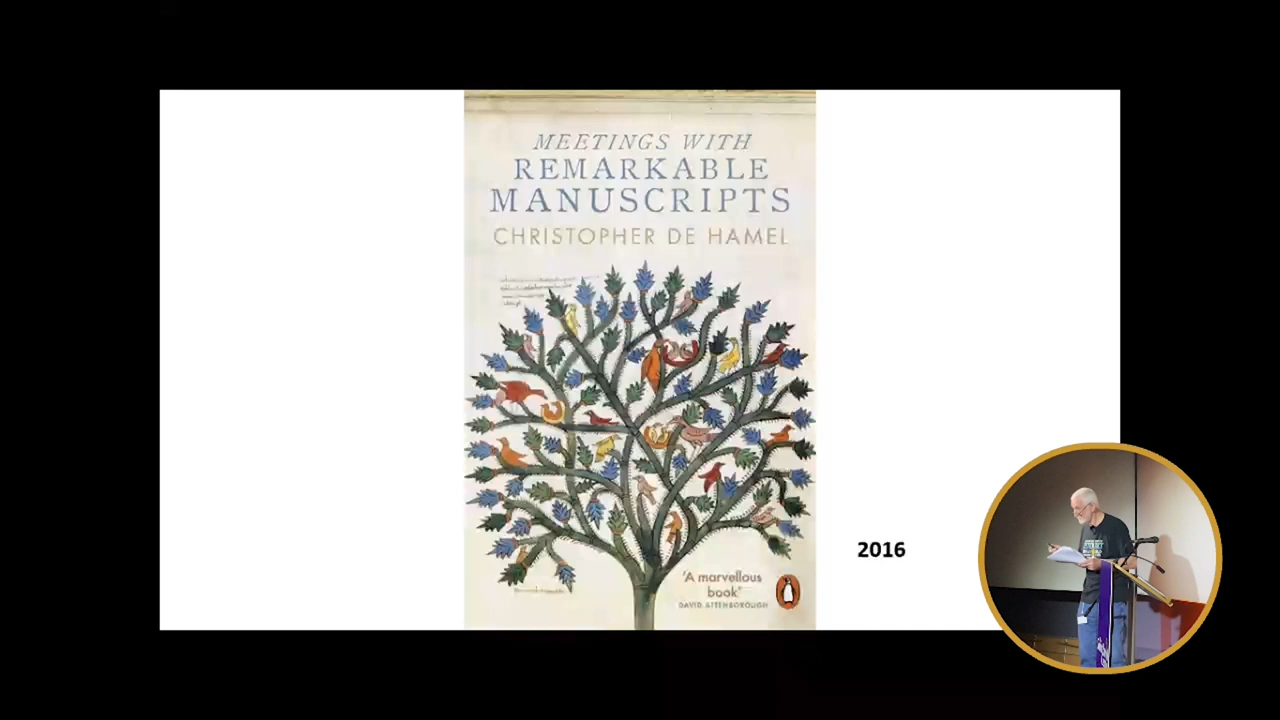 MEETINGS WITH
REMARKABLE
MANUSCRIPTS
CHRISTOPHER DE HAMEL
'A marvellous
book'
DAVID ATTENBOROUGH
2016